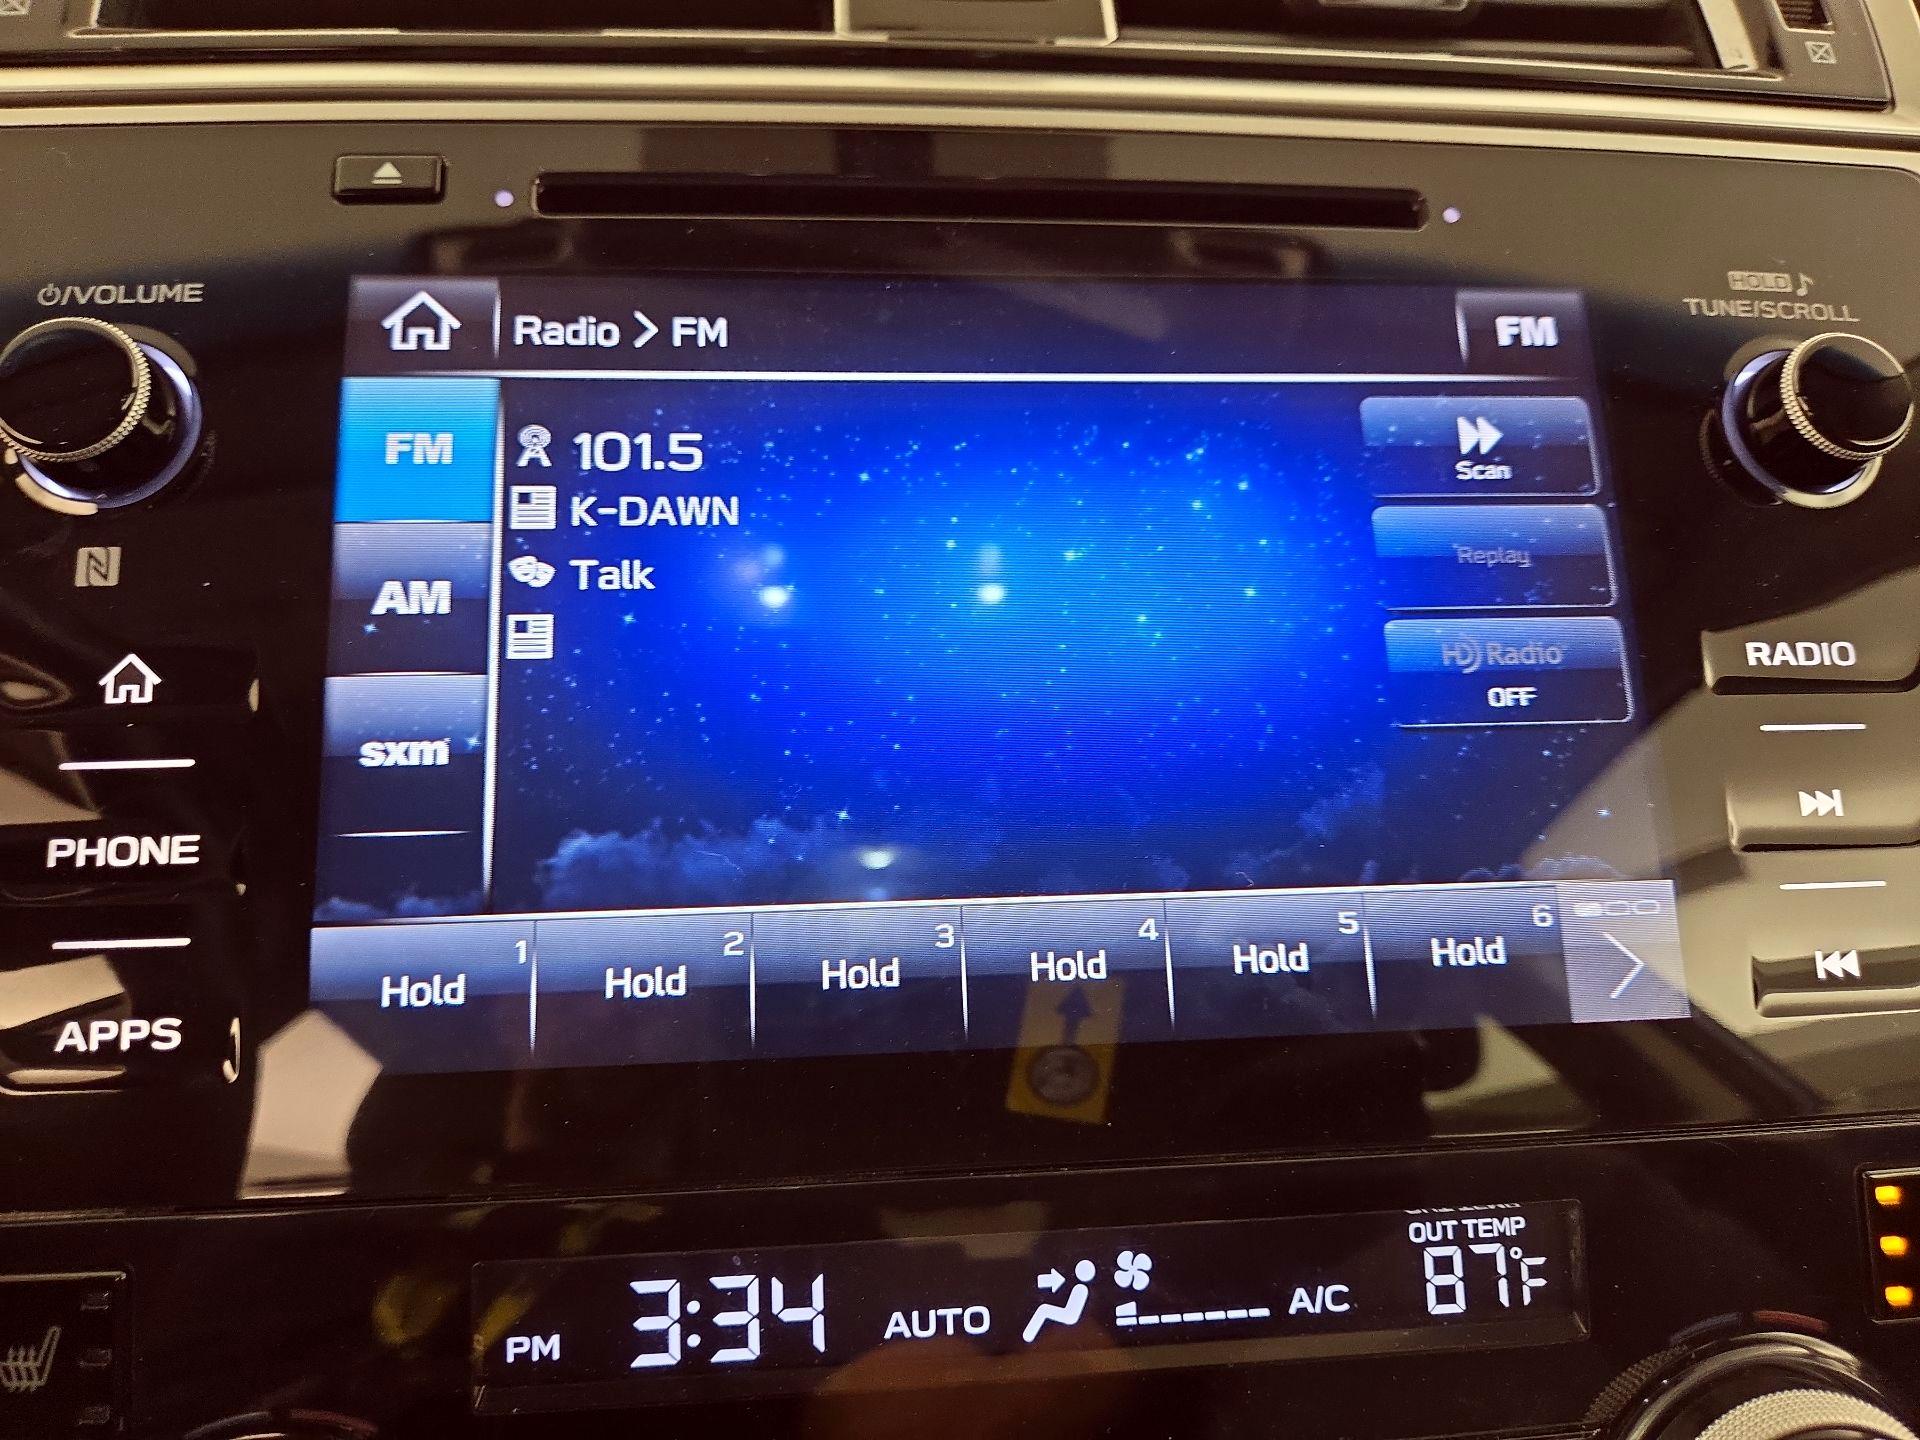 ⏻/VOLUME
HOLD ♪
TUNE/SCROLL
Radio > FM
FM
FM
101.5
K-DAWN
Talk
Scan
Replay
HD Radio
OFF
AM
sxm
PHONE
APPS
RADIO
Hold 1
Hold 2
Hold 3
Hold 4
Hold 5
Hold 6
OUT TEMP
PM 3:34 AUTO A/C 87°F